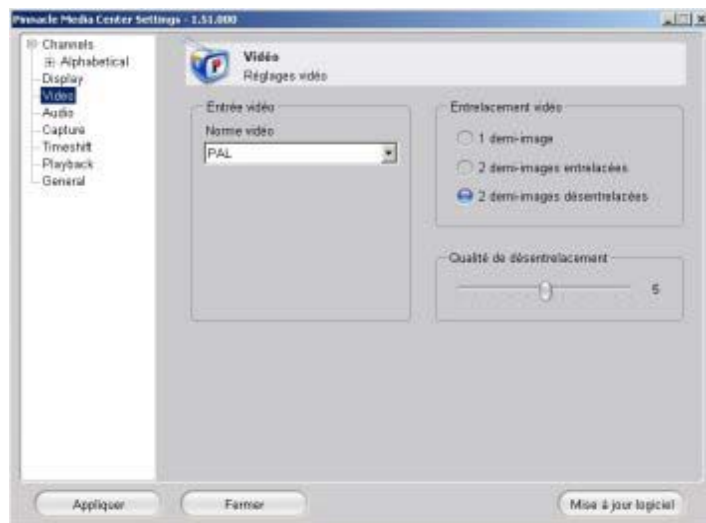 Pinnacle Media Center Settings - 1.51.000
Channels
Alphabetical
Display
Video
Audio
Capture
Timeshift
Playback
General
Vidéo
Réglages vidéo
Entrée vidéo
Norme vidéo
PAL
Entrelacement vidéo
1 demi-image
2 demi-images entrelacées
2 demi-images désentrelacées
Qualité de désentrelacement
5
Appliquer
Fermer
Mise à jour logiciel